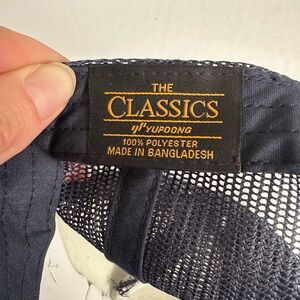 THE
CLASSICS
YUPOONG
100% POLYESTER
MADE IN BANGLADESH